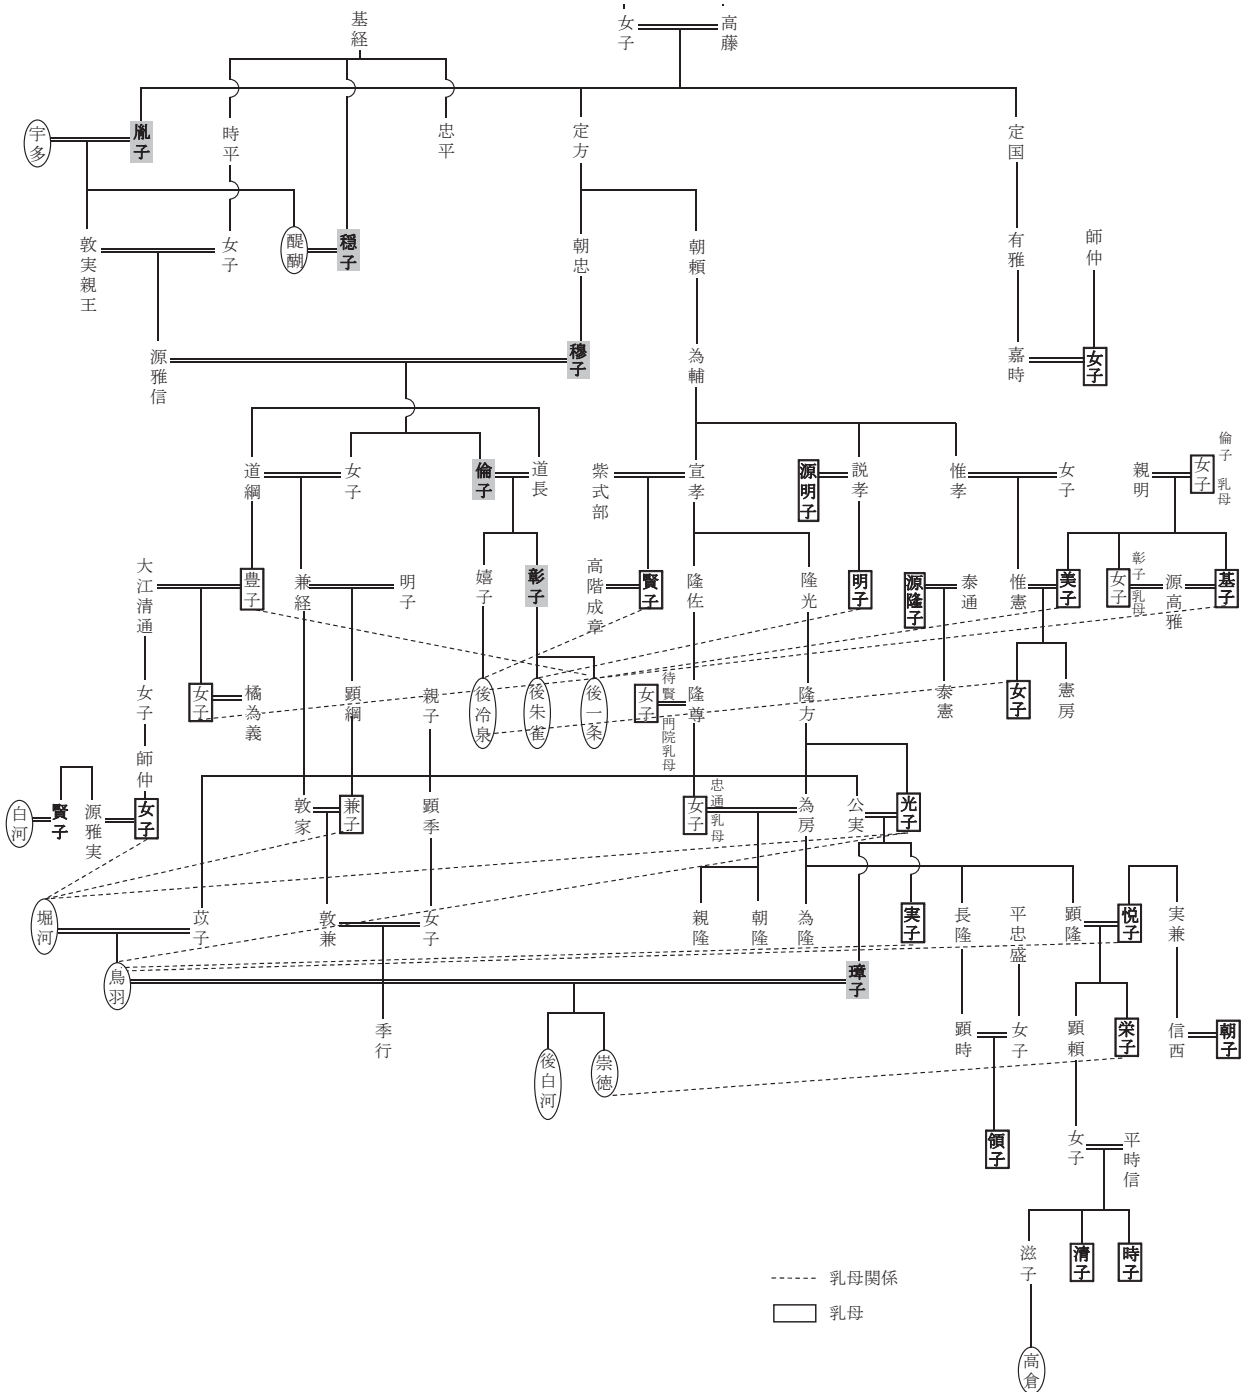 基経
女子
高藤
宇多
胤子
時平
忠平
定方
定国
敦実親王
女子
醍醐
穏子
朝忠
朝頼
有雅
師仲
源雅信
穆子
為輔
嘉時
女子
道綱
女子
倫子
道長
紫式部
宣孝
源明子
説孝
惟孝
女子
親明
女子
倫子乳母
大江清通
豊子
兼経
明子
嬉子
彰子
高階成章
賢子
隆佐
隆光
明子
源隆子
泰通
惟憲
美子
女子
彰子乳母
源高雅
基子
女子
女子
橘為義
顕綱
親子
後冷泉
後朱雀
後一条
女子
待賢門院乳母
隆尊
隆方
泰憲
女子
憲房
師仲
白河
賢子
源雅実
女子
敦家
兼子
顕季
女子
忠通乳母
為房
公実
光子
堀河
苡子
敦兼
女子
親隆
朝隆
為隆
実子
長隆
平忠盛
顕隆
悦子
実兼
鳥羽
璋子
季行
後白河
崇徳
顕時
女子
顕頼
栄子
信西
朝子
領子
女子
平時信
滋子
清子
時子
高倉
乳母関係
乳母